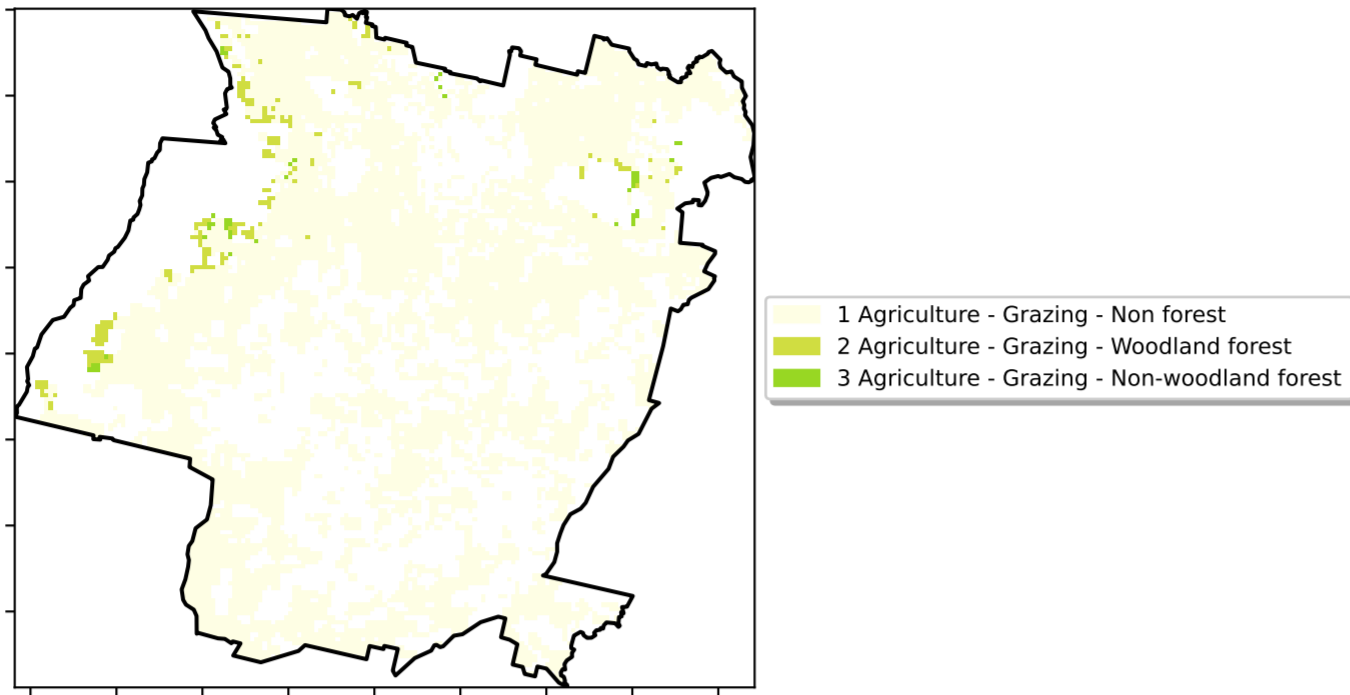 1 Agriculture - Grazing - Non forest
2 Agriculture - Grazing - Woodland forest
3 Agriculture - Grazing - Non-woodland forest